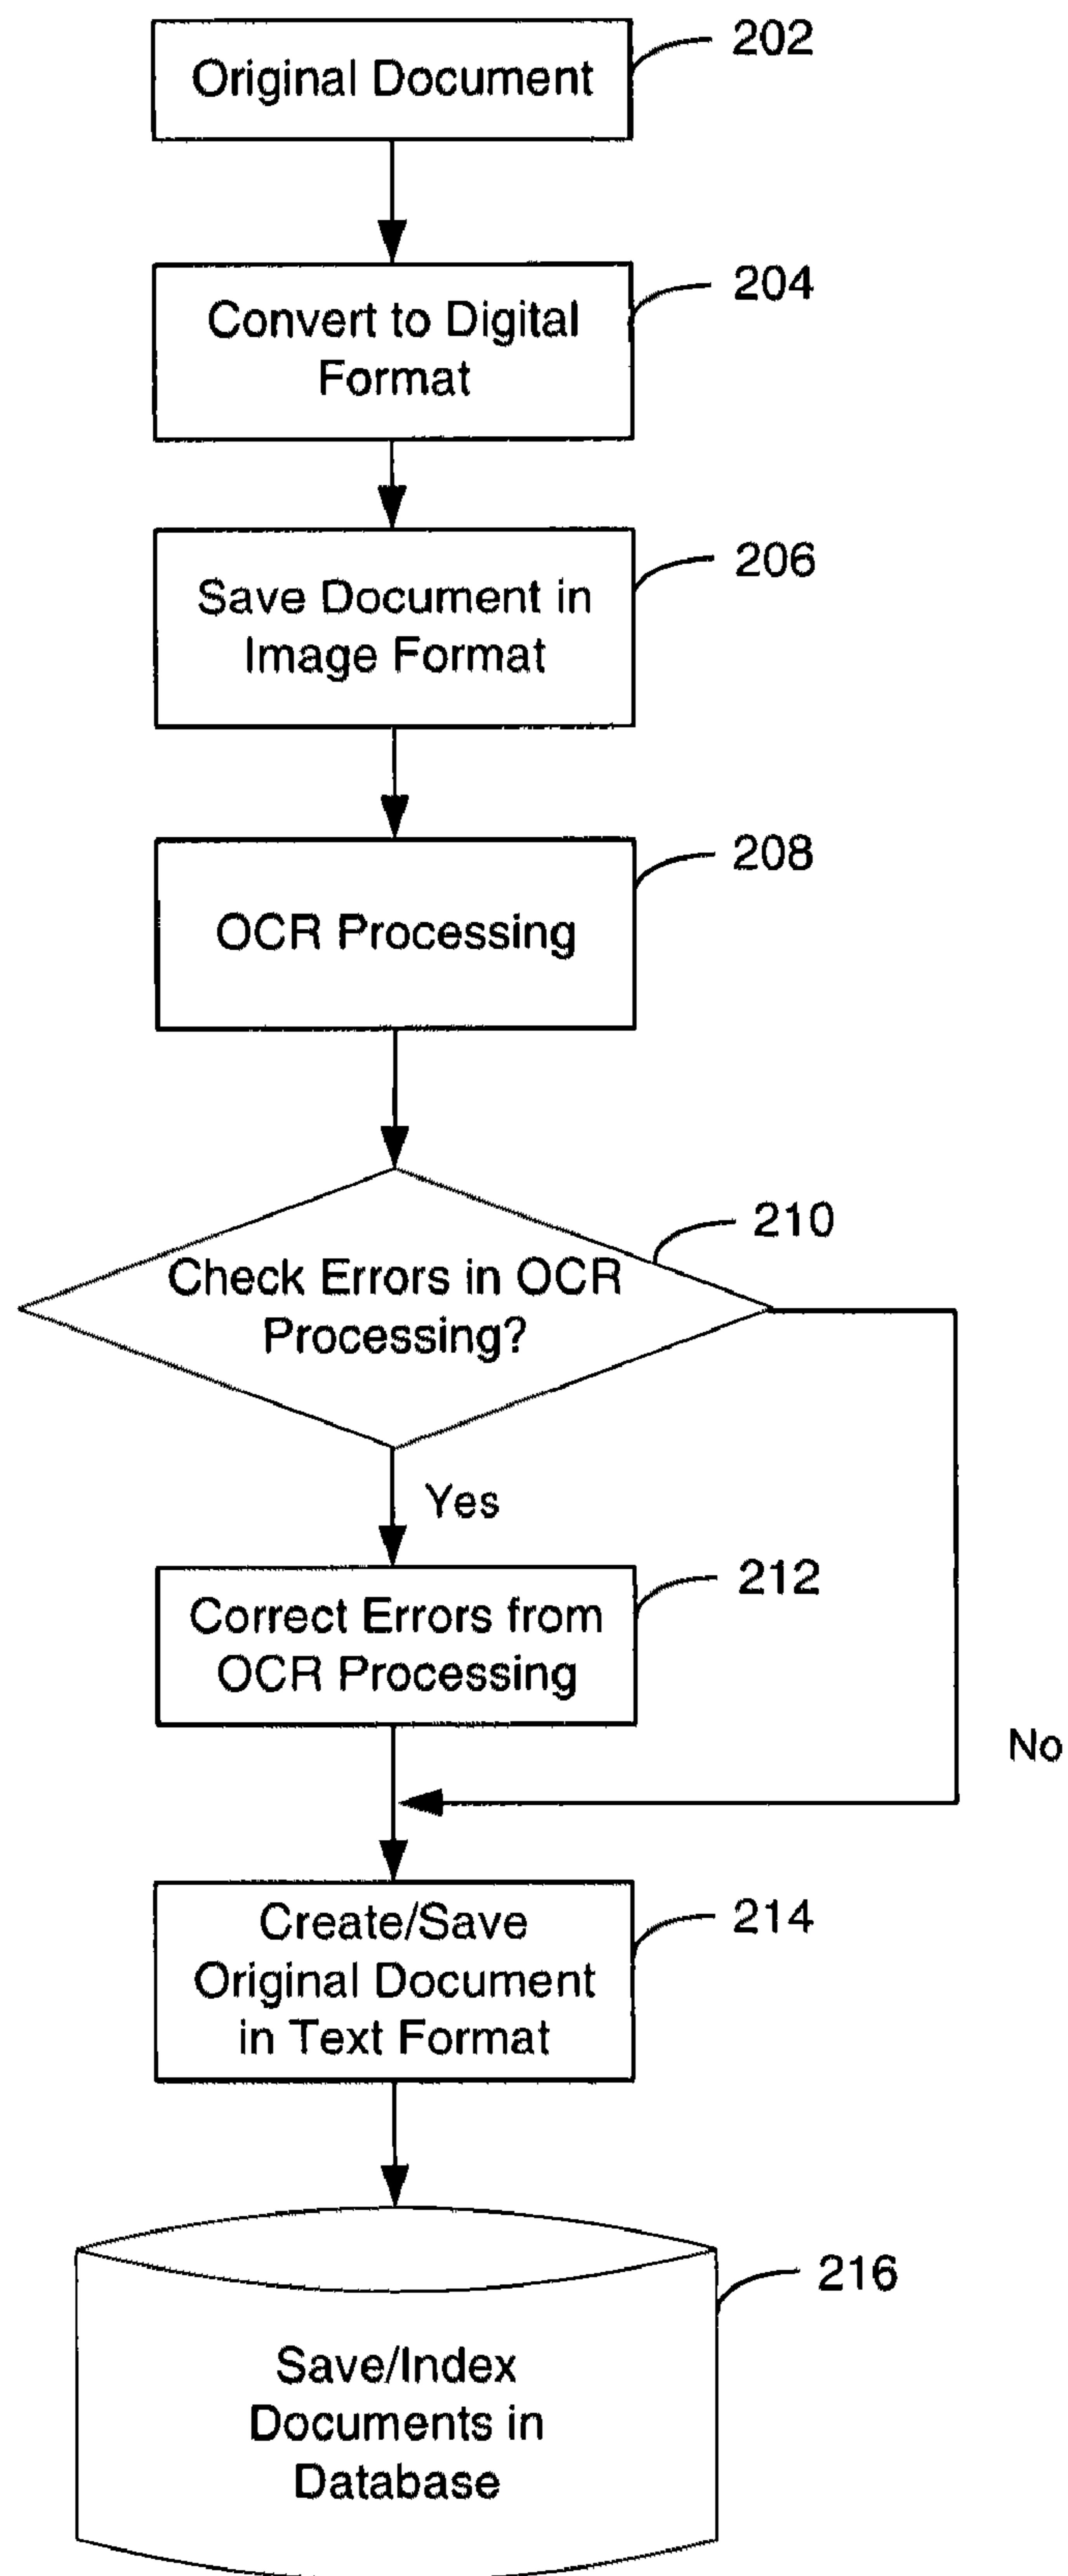 202
Original Document
204
Convert to Digital
Format
206
Save Document in
Image Format
208
OCR Processing
210
Check Errors in OCR
Processing?
Yes
212
Correct Errors from
OCR Processing
No
214
Create/Save
Original Document
in Text Format
216
Save/Index
Documents in
Database